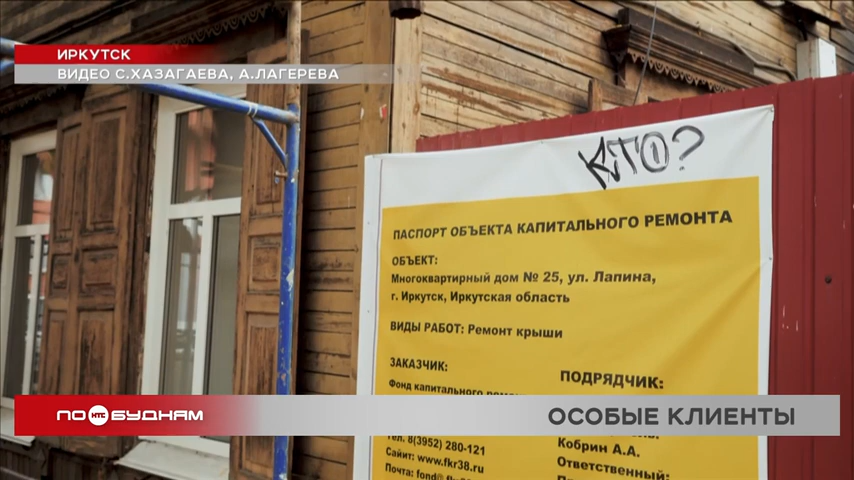 ИРКУТСК
ВИДЕО С.ХАЗАГАЕВА, А.ЛАГЕРЕВА
КТО?
ПАСПОРТ ОБЪЕКТА КАПИТАЛЬНОГО РЕМОНТА
ОБЪЕКТ:
Многоквартирный дом № 25, ул. Лапина,
г. Иркутск, Иркутская область
ВИДЫ РАБОТ: Ремонт крыши
ЗАКАЗЧИК:
Фонд капитального
Тел. 8(3952) 280-121
Сайт: www.fkr38.ru
Почта:
ПОДРЯДЧИК:
Кобрин А.А.
Ответственный:
ПО НТС БУДНЯМ
ОСОБЫЕ КЛИЕНТЫ